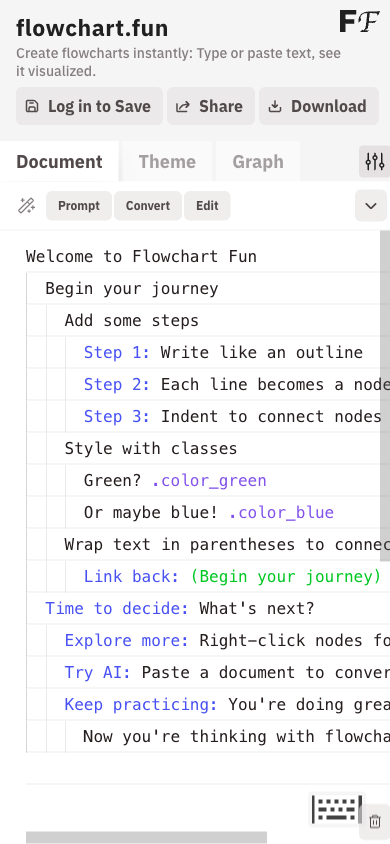 flowchart.fun
FF
Create flowcharts instantly: Type or paste text, see
it visualized.
Log in to Save
Share
Download
Document
Theme
Graph
Prompt
Convert
Edit
Welcome to Flowchart Fun
Begin your journey
Add some steps
Step 1: Write like an outline
Step 2: Each line becomes a node
Step 3: Indent to connect nodes
Style with classes
Green? .color_green
Or maybe blue! .color_blue
Wrap text in parentheses to connec
Link back: (Begin your journey)
Time to decide: What's next?
Explore more: Right-click nodes fo
Try AI: Paste a document to conver
Keep practicing: You're doing grea
Now you're thinking with flowcha